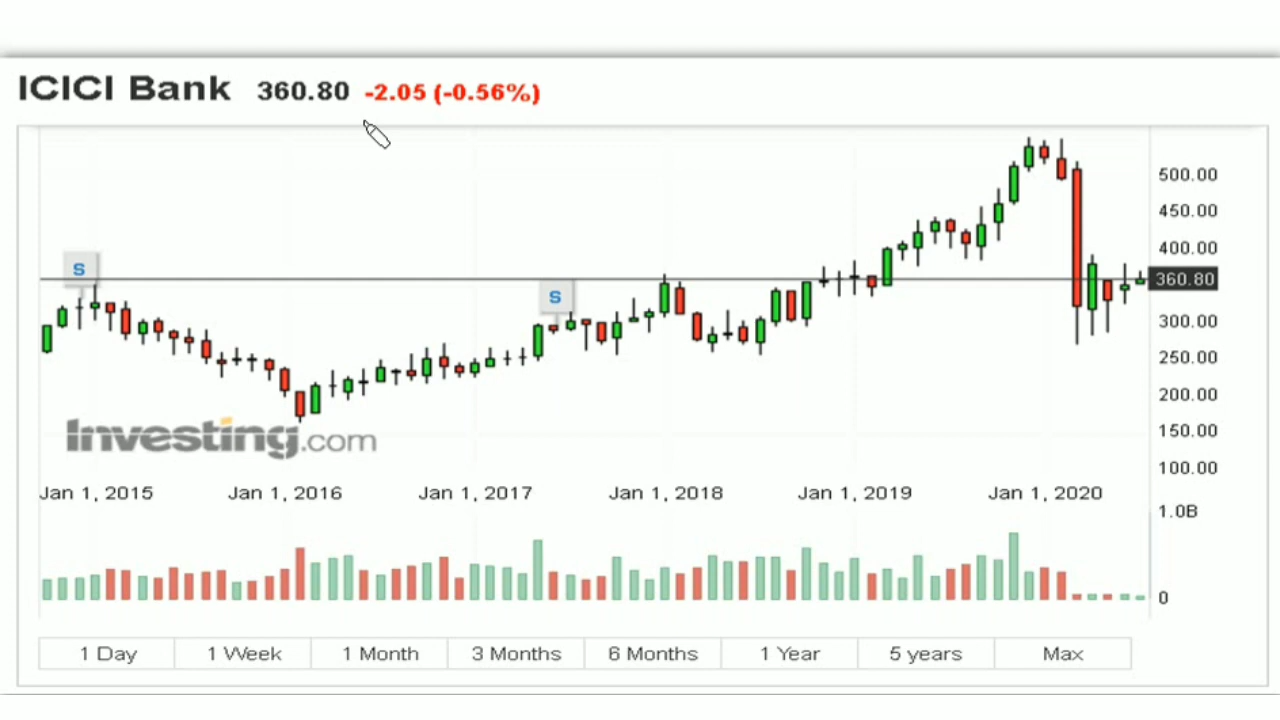 ICICI Bank 360.80 -2.05 (-0.56%)
500.00
450.00
400.00
S
360.80
S
300.00
250.00
200.00
Investing.com
150.00
100.00
Jan 1, 2015 Jan 1, 2016 Jan 1, 2017 Jan 1, 2018 Jan 1, 2019 Jan 1, 2020
1.0B
0
1 Day 1 Week 1 Month 3 Months 6 Months 1 Year 5 years Max